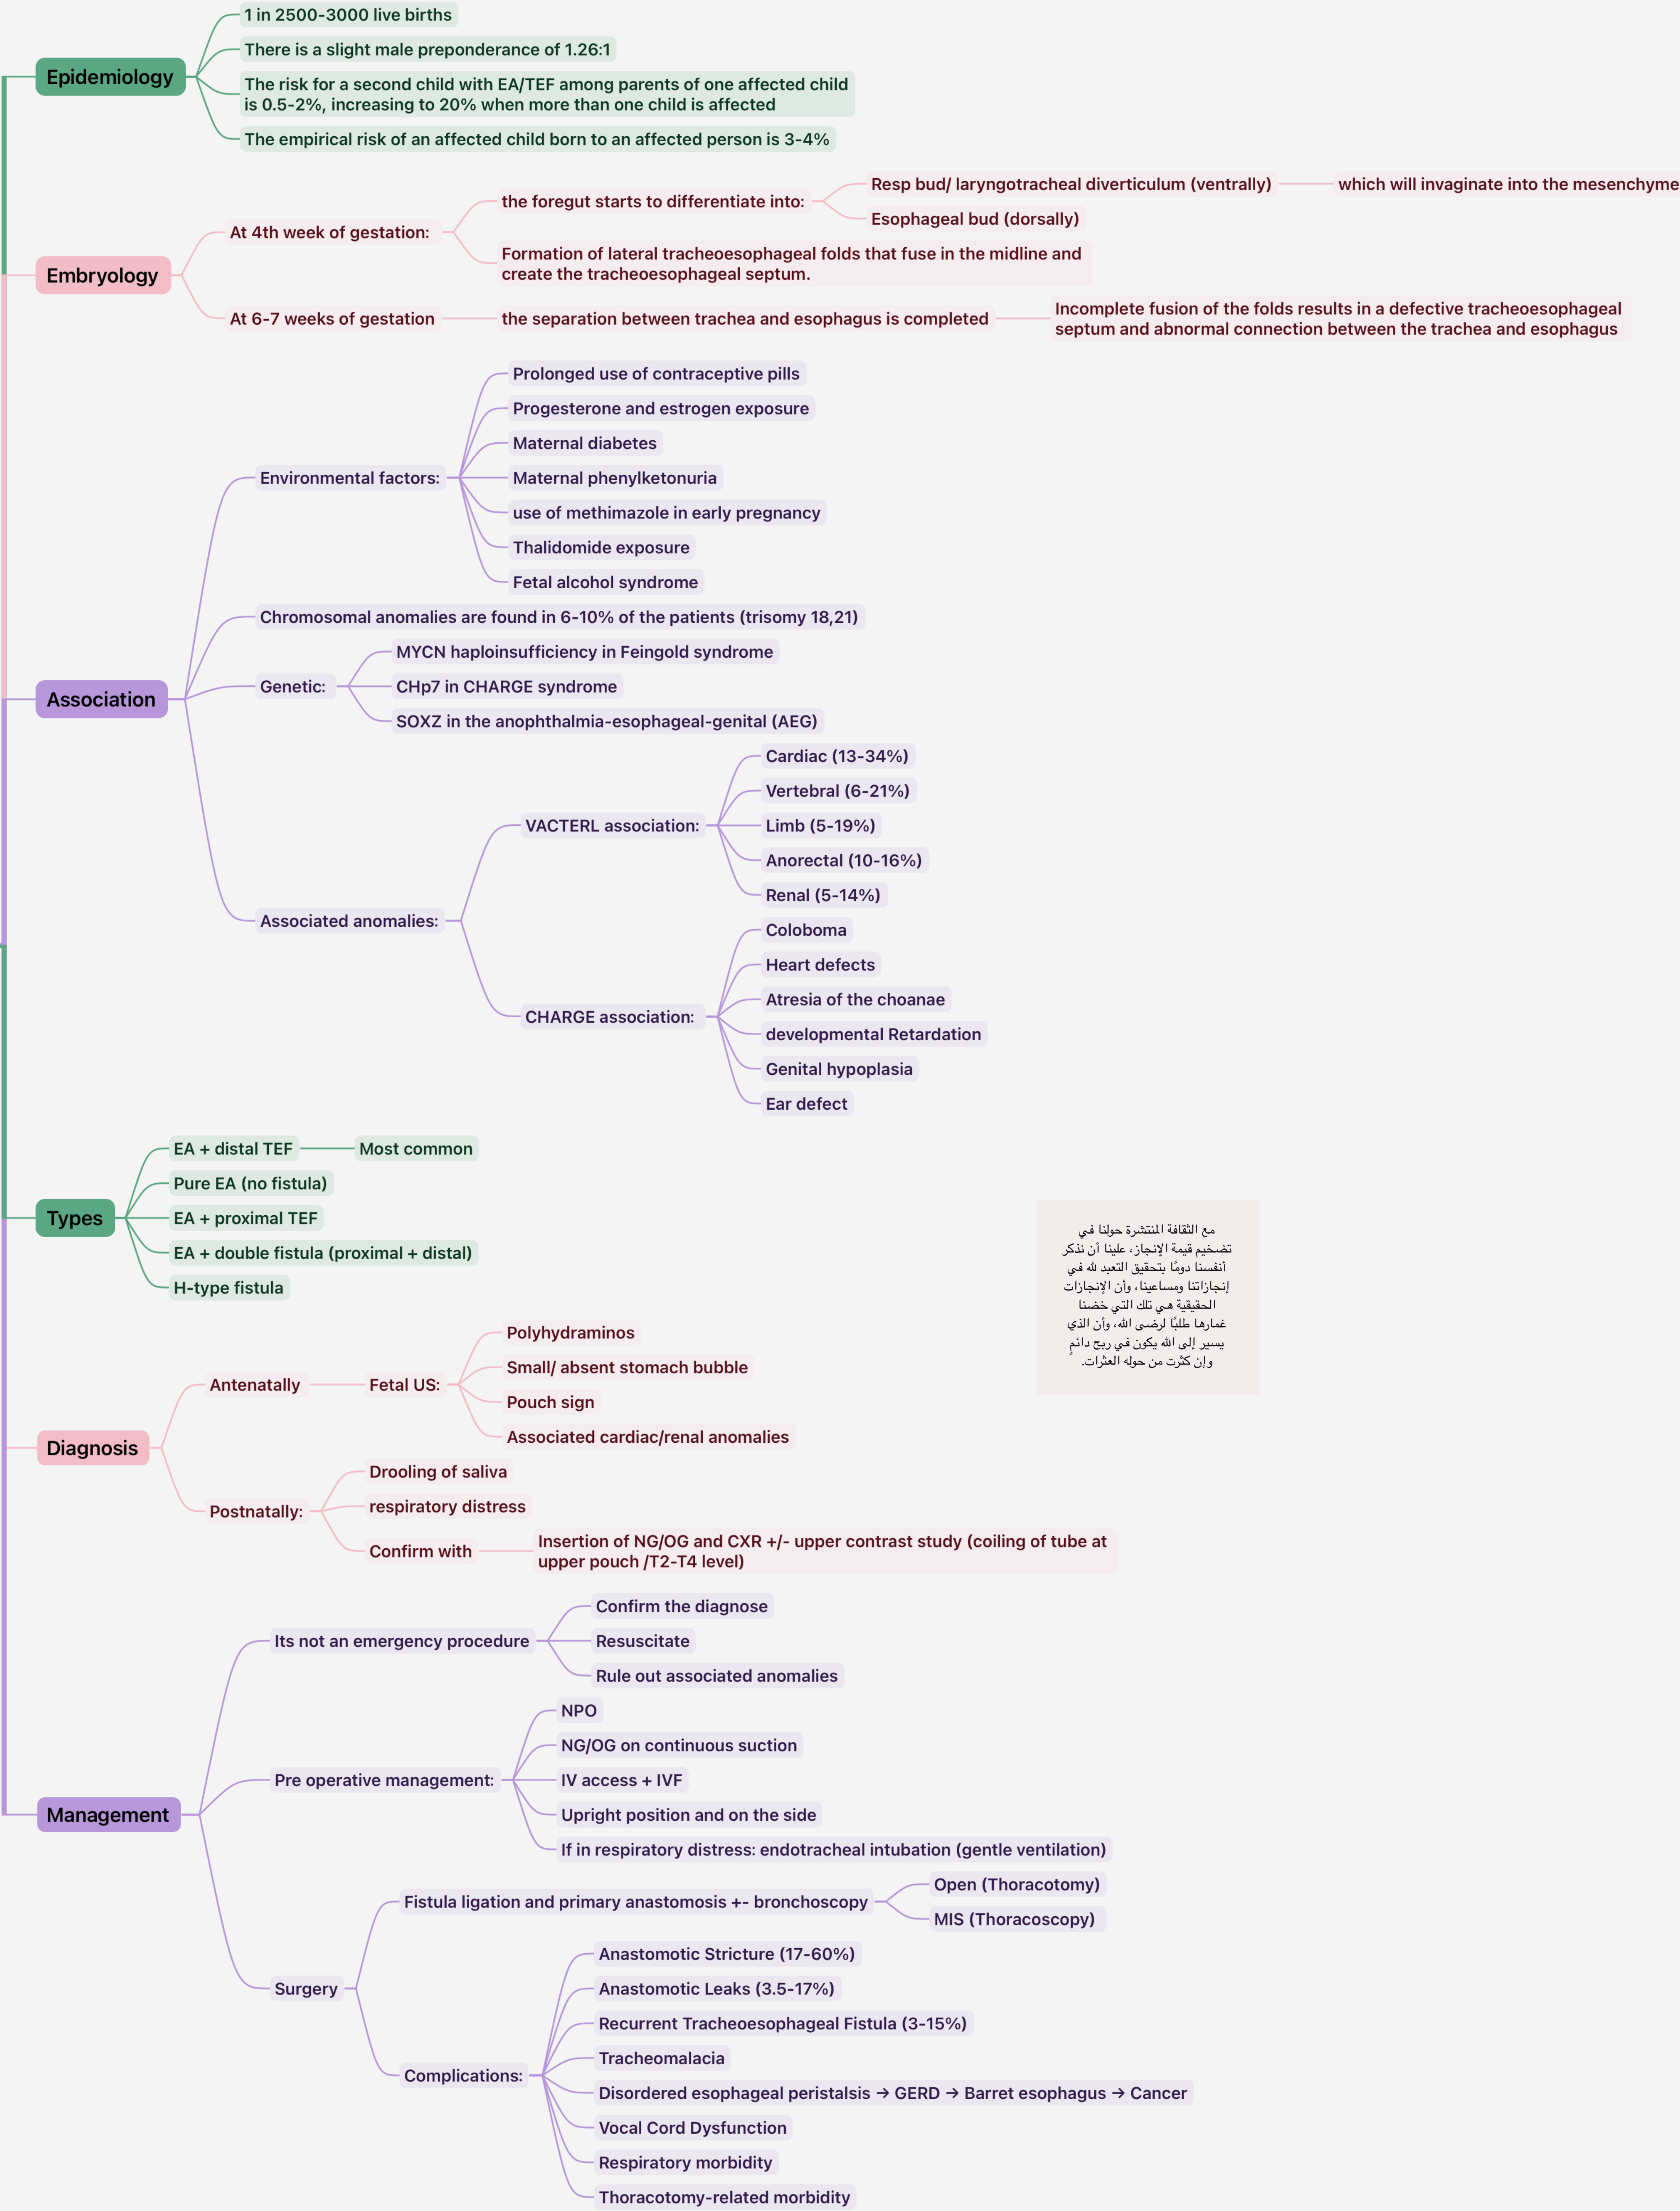 Epidemiology
1 in 2500-3000 live births
There is a slight male preponderance of 1.26:1
The risk for a second child with EA/TEF among parents of one affected child
is 0.5-2%, increasing to 20% when more than one child is affected
The empirical risk of an affected child born to an affected person is 3-4%
Embryology
At 4th week of gestation:
the foregut starts to differentiate into:
Resp bud/ laryngotracheal diverticulum (ventrally)
which will invaginate into the mesenchyme
Esophageal bud (dorsally)
Formation of lateral tracheoesophageal folds that fuse in the midline and
create the tracheoesophageal septum.
At 6-7 weeks of gestation
the separation between trachea and esophagus is completed
Incomplete fusion of the folds results in a defective tracheoesophageal
septum and abnormal connection between the trachea and esophagus
Association
Environmental factors:
Prolonged use of contraceptive pills
Progesterone and estrogen exposure
Maternal diabetes
Maternal phenylketonuria
use of methimazole in early pregnancy
Thalidomide exposure
Fetal alcohol syndrome
Chromosomal anomalies are found in 6-10% of the patients (trisomy 18,21)
Genetic:
MYCN haploinsufficiency in Feingold syndrome
CHp7 in CHARGE syndrome
SOXZ in the anophthalmia-esophageal-genital (AEG)
Associated anomalies:
VACTERL association:
Cardiac (13-34%)
Vertebral (6-21%)
Limb (5-19%)
Anorectal (10-16%)
Renal (5-14%)
CHARGE association:
Coloboma
Heart defects
Atresia of the choanae
developmental Retardation
Genital hypoplasia
Ear defect
Types
EA + distal TEF
Most common
Pure EA (no fistula)
EA + proximal TEF
EA + double fistula (proximal + distal)
H-type fistula
مع الثقافة المنتشرة حولنا في
تضخيم قيمة الإنجاز، علينا أن نذكر
أنفسنا دومًا بتحقيق التعبد لله في
إنجازاتنا ومساعينا، وأن الإنجازات
الحقيقية هي تلك التي خضنا
غمارها طلبًا لرضى الله، وأن الذي
يسير إلى الله يكون في ربح دائمٍ
وإن كثرت من حوله العثرات.
Diagnosis
Antenatally
Fetal US:
Polyhydraminos
Small/ absent stomach bubble
Pouch sign
Associated cardiac/renal anomalies
Postnatally:
Drooling of saliva
respiratory distress
Confirm with
Insertion of NG/OG and CXR +/- upper contrast study (coiling of tube at
upper pouch /T2-T4 level)
Management
Its not an emergency procedure
Confirm the diagnose
Resuscitate
Rule out associated anomalies
Pre operative management:
NPO
NG/OG on continuous suction
IV access + IVF
Upright position and on the side
If in respiratory distress: endotracheal intubation (gentle ventilation)
Surgery
Fistula ligation and primary anastomosis +- bronchoscopy
Open (Thoracotomy)
MIS (Thoracoscopy)
Complications:
Anastomotic Stricture (17-60%)
Anastomotic Leaks (3.5-17%)
Recurrent Tracheoesophageal Fistula (3-15%)
Tracheomalacia
Disordered esophageal peristalsis → GERD → Barret esophagus → Cancer
Vocal Cord Dysfunction
Respiratory morbidity
Thoracotomy-related morbidity